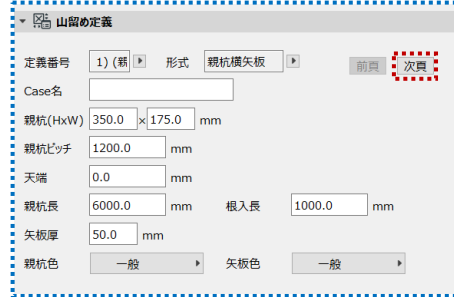 山留め定義
定義番号 1) (親 形式 親杭横矢板 前頁 次頁
Case名
親杭(HxW) 350.0 × 175.0 mm
親杭ピッチ 1200.0 mm
天端 0.0 mm
親杭長 6000.0 mm 根入長 1000.0 mm
矢板厚 50.0 mm
親杭色 一般 矢板色 一般